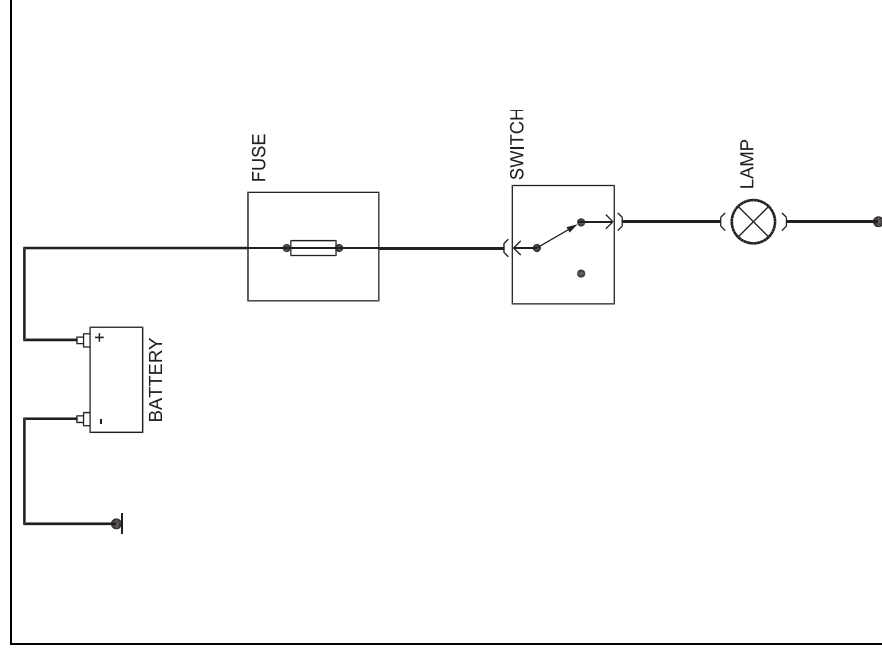 FUSE
SWITCH
LAMP
+
-
BATTERY